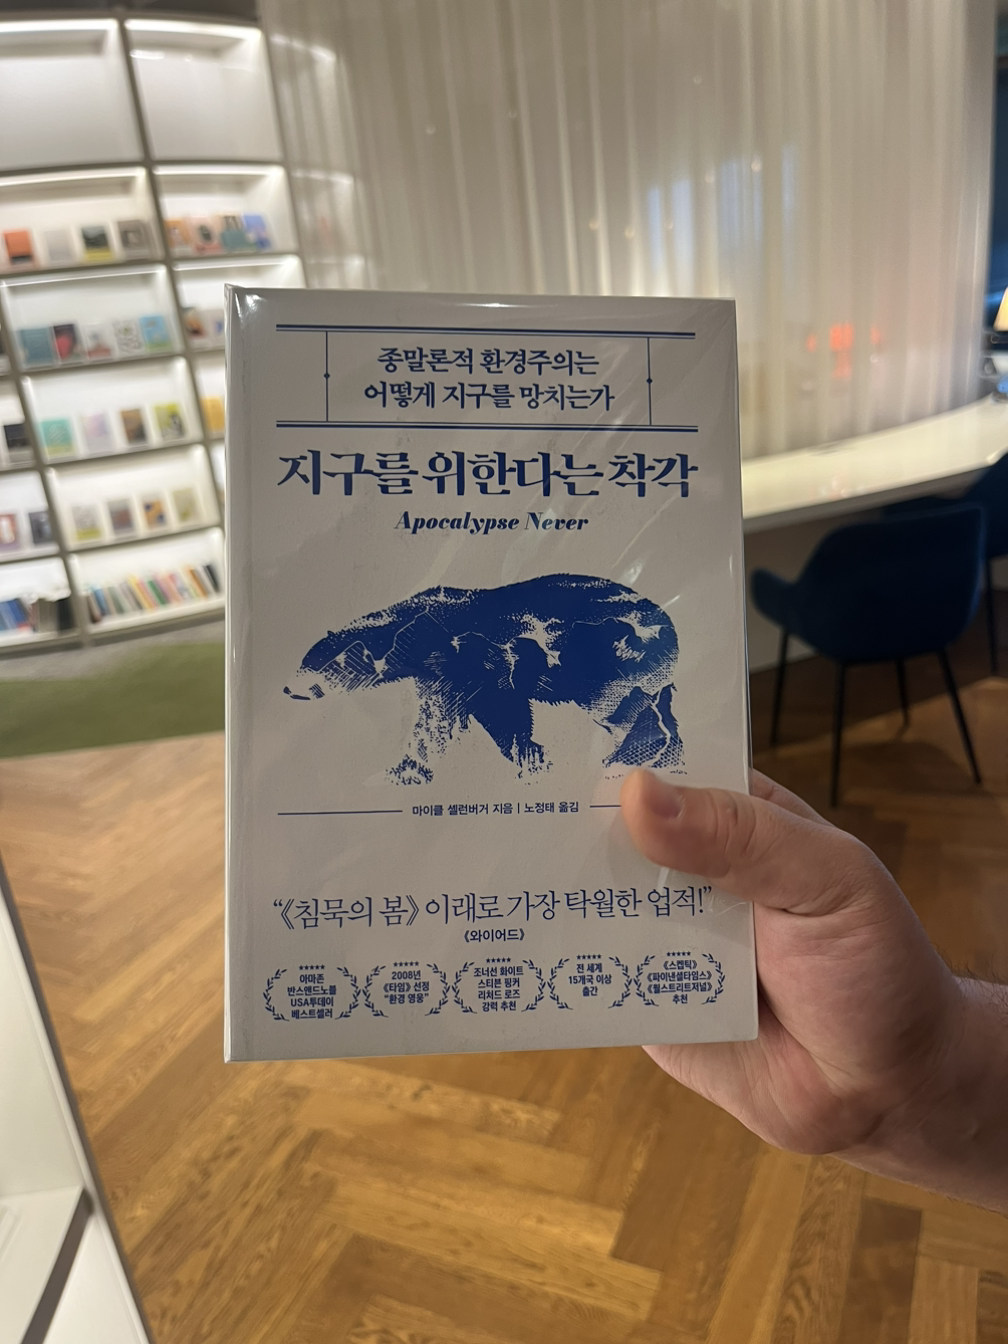 종말론적 환경주의는
어떻게 지구를 망치는가
지구를 위한다는 착각
Apocalypse Never
마이클 셸런버거 지음 | 노정태 옮김
“《침묵의 봄》 이래로 가장 탁월한 업적!”
《와이어드》
★★★★★
아마존
반스앤드노블
USA투데이
베스트셀러
★★★★★
2008년
《타임》 선정
“환경 영웅”
★★★★★
조너선 화이트
스티븐 핑커
리처드 로즈
강력 추천
★★★★★
전 세계
15개국 이상
출간
★★★★★
《스켑틱》
《파이낸셜타임스》
《월스트리트저널》
추천